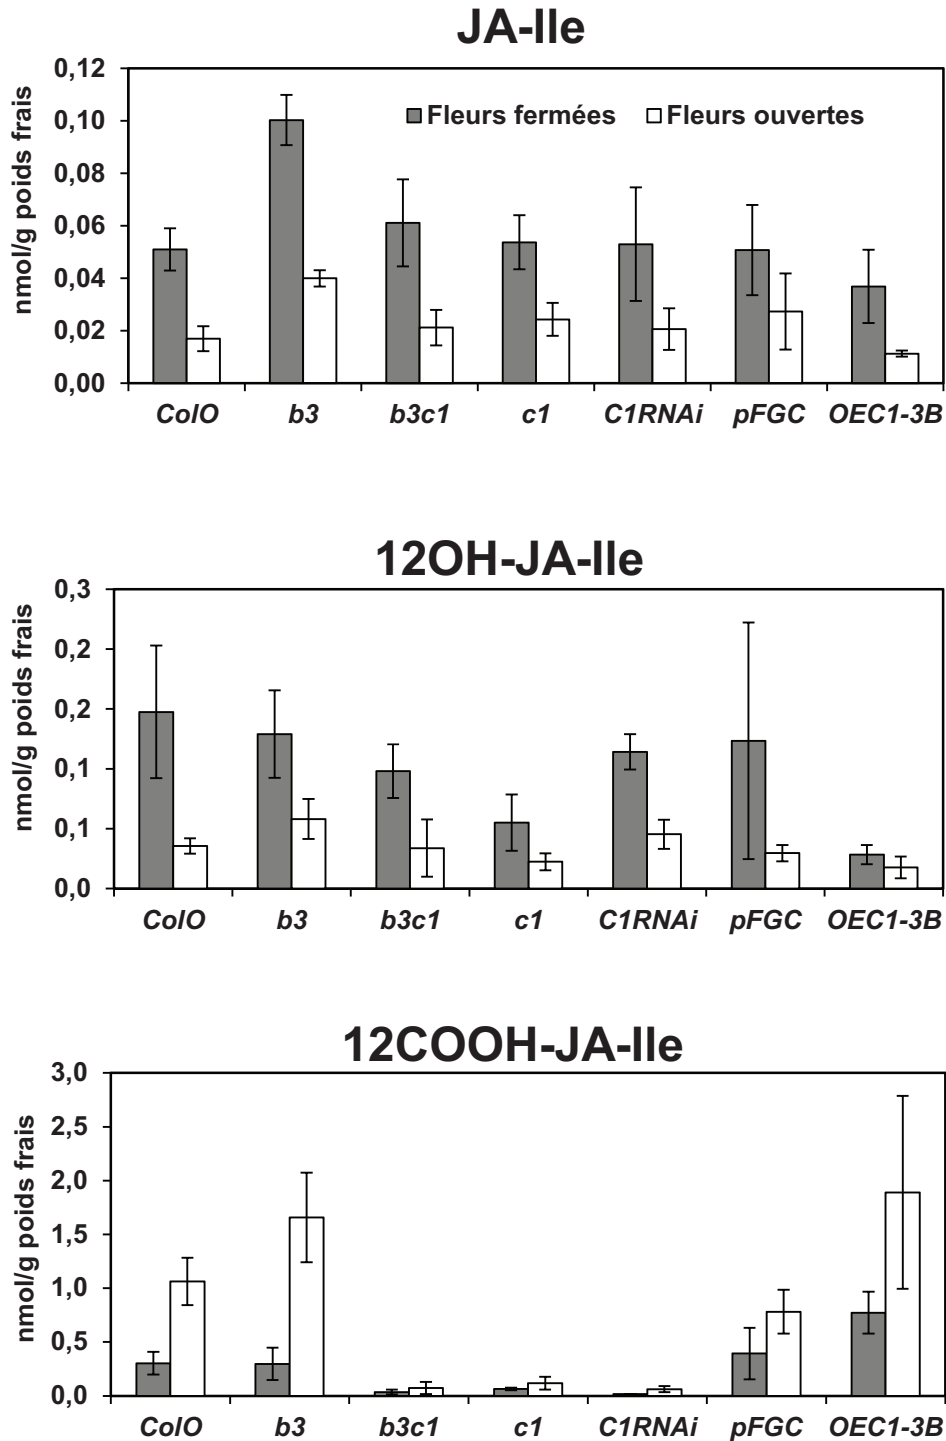 JA-Ile
nmol/g poids frais
0,12
0,10
0,08
0,06
0,04
0,02
0,00
Fleurs fermées
Fleurs ouvertes
ColO b3 b3c1 c1 C1RNAi pFGC OEC1-3B
12OH-JA-Ile
nmol/g poids frais
0,3
0,2
0,2
0,1
0,1
0,0
ColO b3 b3c1 c1 C1RNAi pFGC OEC1-3B
12COOH-JA-Ile
nmol/g poids frais
3,0
2,5
2,0
1,5
1,0
0,5
0,0
ColO b3 b3c1 c1 C1RNAi pFGC OEC1-3B